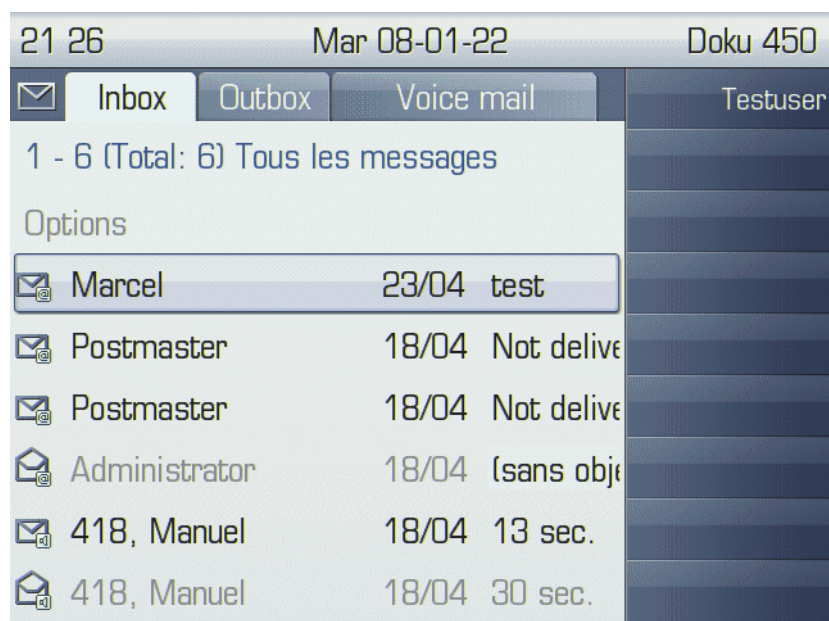 21 26 Mar 08-01-22 Doku 450
Inbox Outbox Voice mail Testuser
1 - 6 (Total: 6) Tous les messages
Options
Marcel 23/04 test
Postmaster 18/04 Not delive
Postmaster 18/04 Not delive
Administrator 18/04 (sans obje
418, Manuel 18/04 13 sec.
418, Manuel 18/04 30 sec.